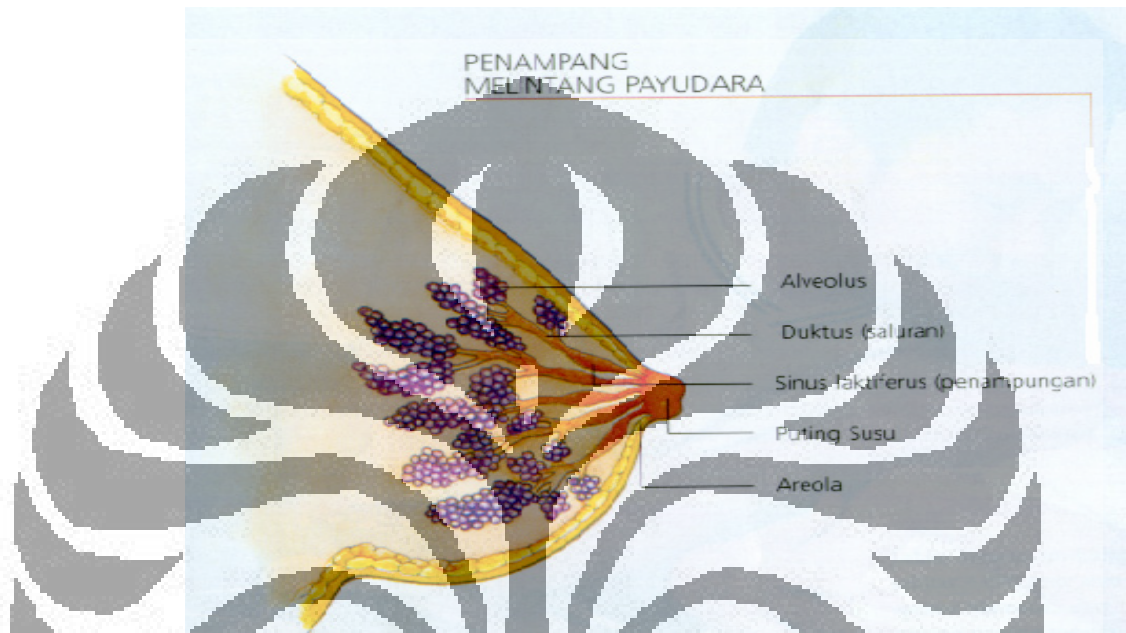 PENAMPANG
MELINTANG PAYUDARA
Alveolus
Duktus (saluran)
Sinus laktiferus (penampungan)
Puting Susu
Areola